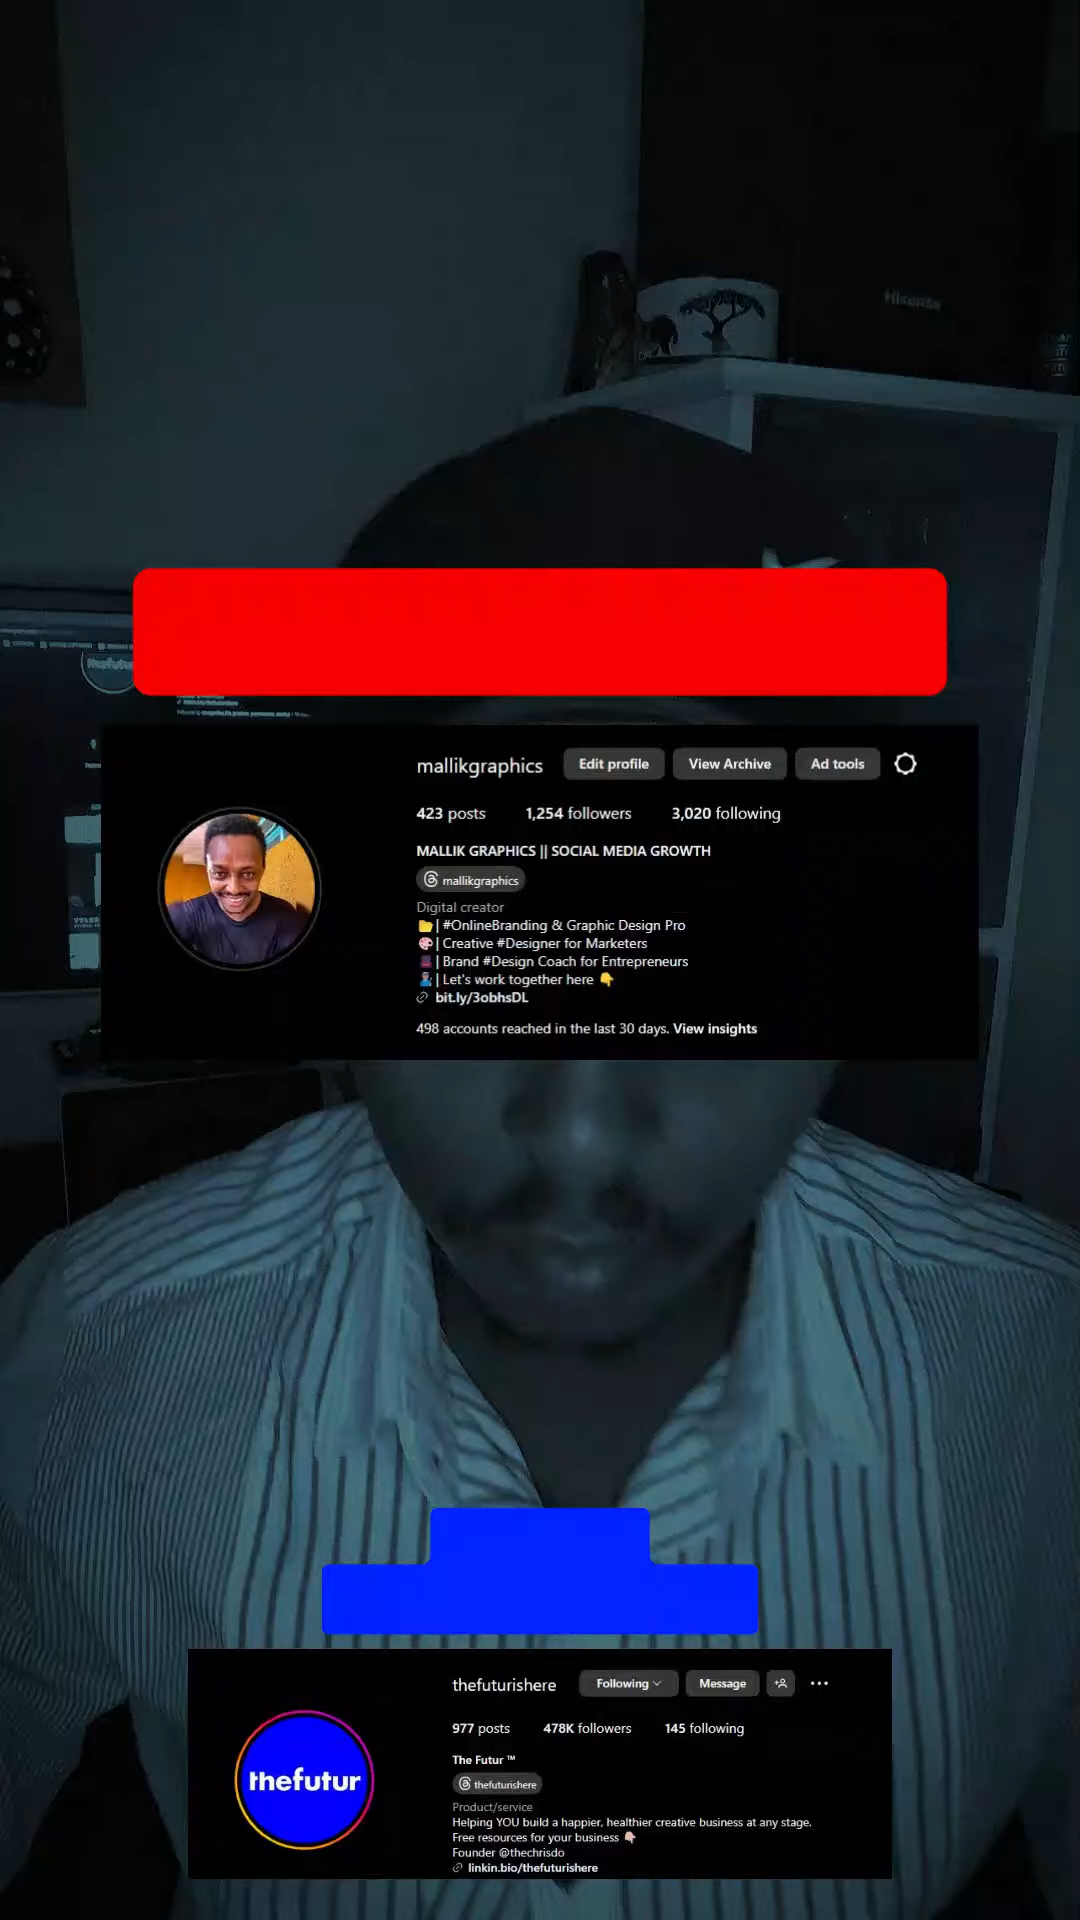 Hisense
thefutur
mallikgraphics Edit profile View Archive Ad tools
423 posts 1,254 followers 3,020 following
MALLIK GRAPHICS || SOCIAL MEDIA GROWTH
mallikgraphics
Digital creator
📁| #OnlineBranding & Graphic Design Pro
🎨| Creative #Designer for Marketers
| Brand #Design Coach for Entrepreneurs
| Let's work together here 👇
bit.ly/3obhsDL
498 accounts reached in the last 30 days. View insights
thefuturishere Following Message
977 posts 478K followers 145 following
thefutur
The Futur ™
thefuturishere
Product/service
Helping YOU build a happier, healthier creative business at any stage.
Free resources for your business 👇🏼
Founder @thechrisdo
linkin.bio/thefuturishere